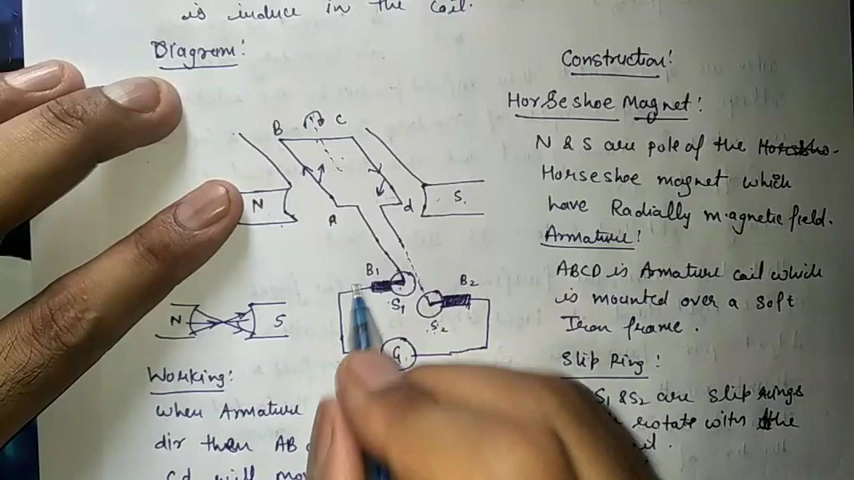 is induce in the coil.
Diagram:
B C
N A d S
B1 B2
S1 S2
G
N S
Working:
when Armature
dir then AB
Cd will mo
Construction:
Horseshoe Magnet:
N & S are pole of the
Horseshoe magnet which
have Radially magnetic field.
Armature:
ABCD is Armature coil which
is mounted over a soft
Iron frame.
Slip Ring:
S1 & S2 are slip rings
rotate with the